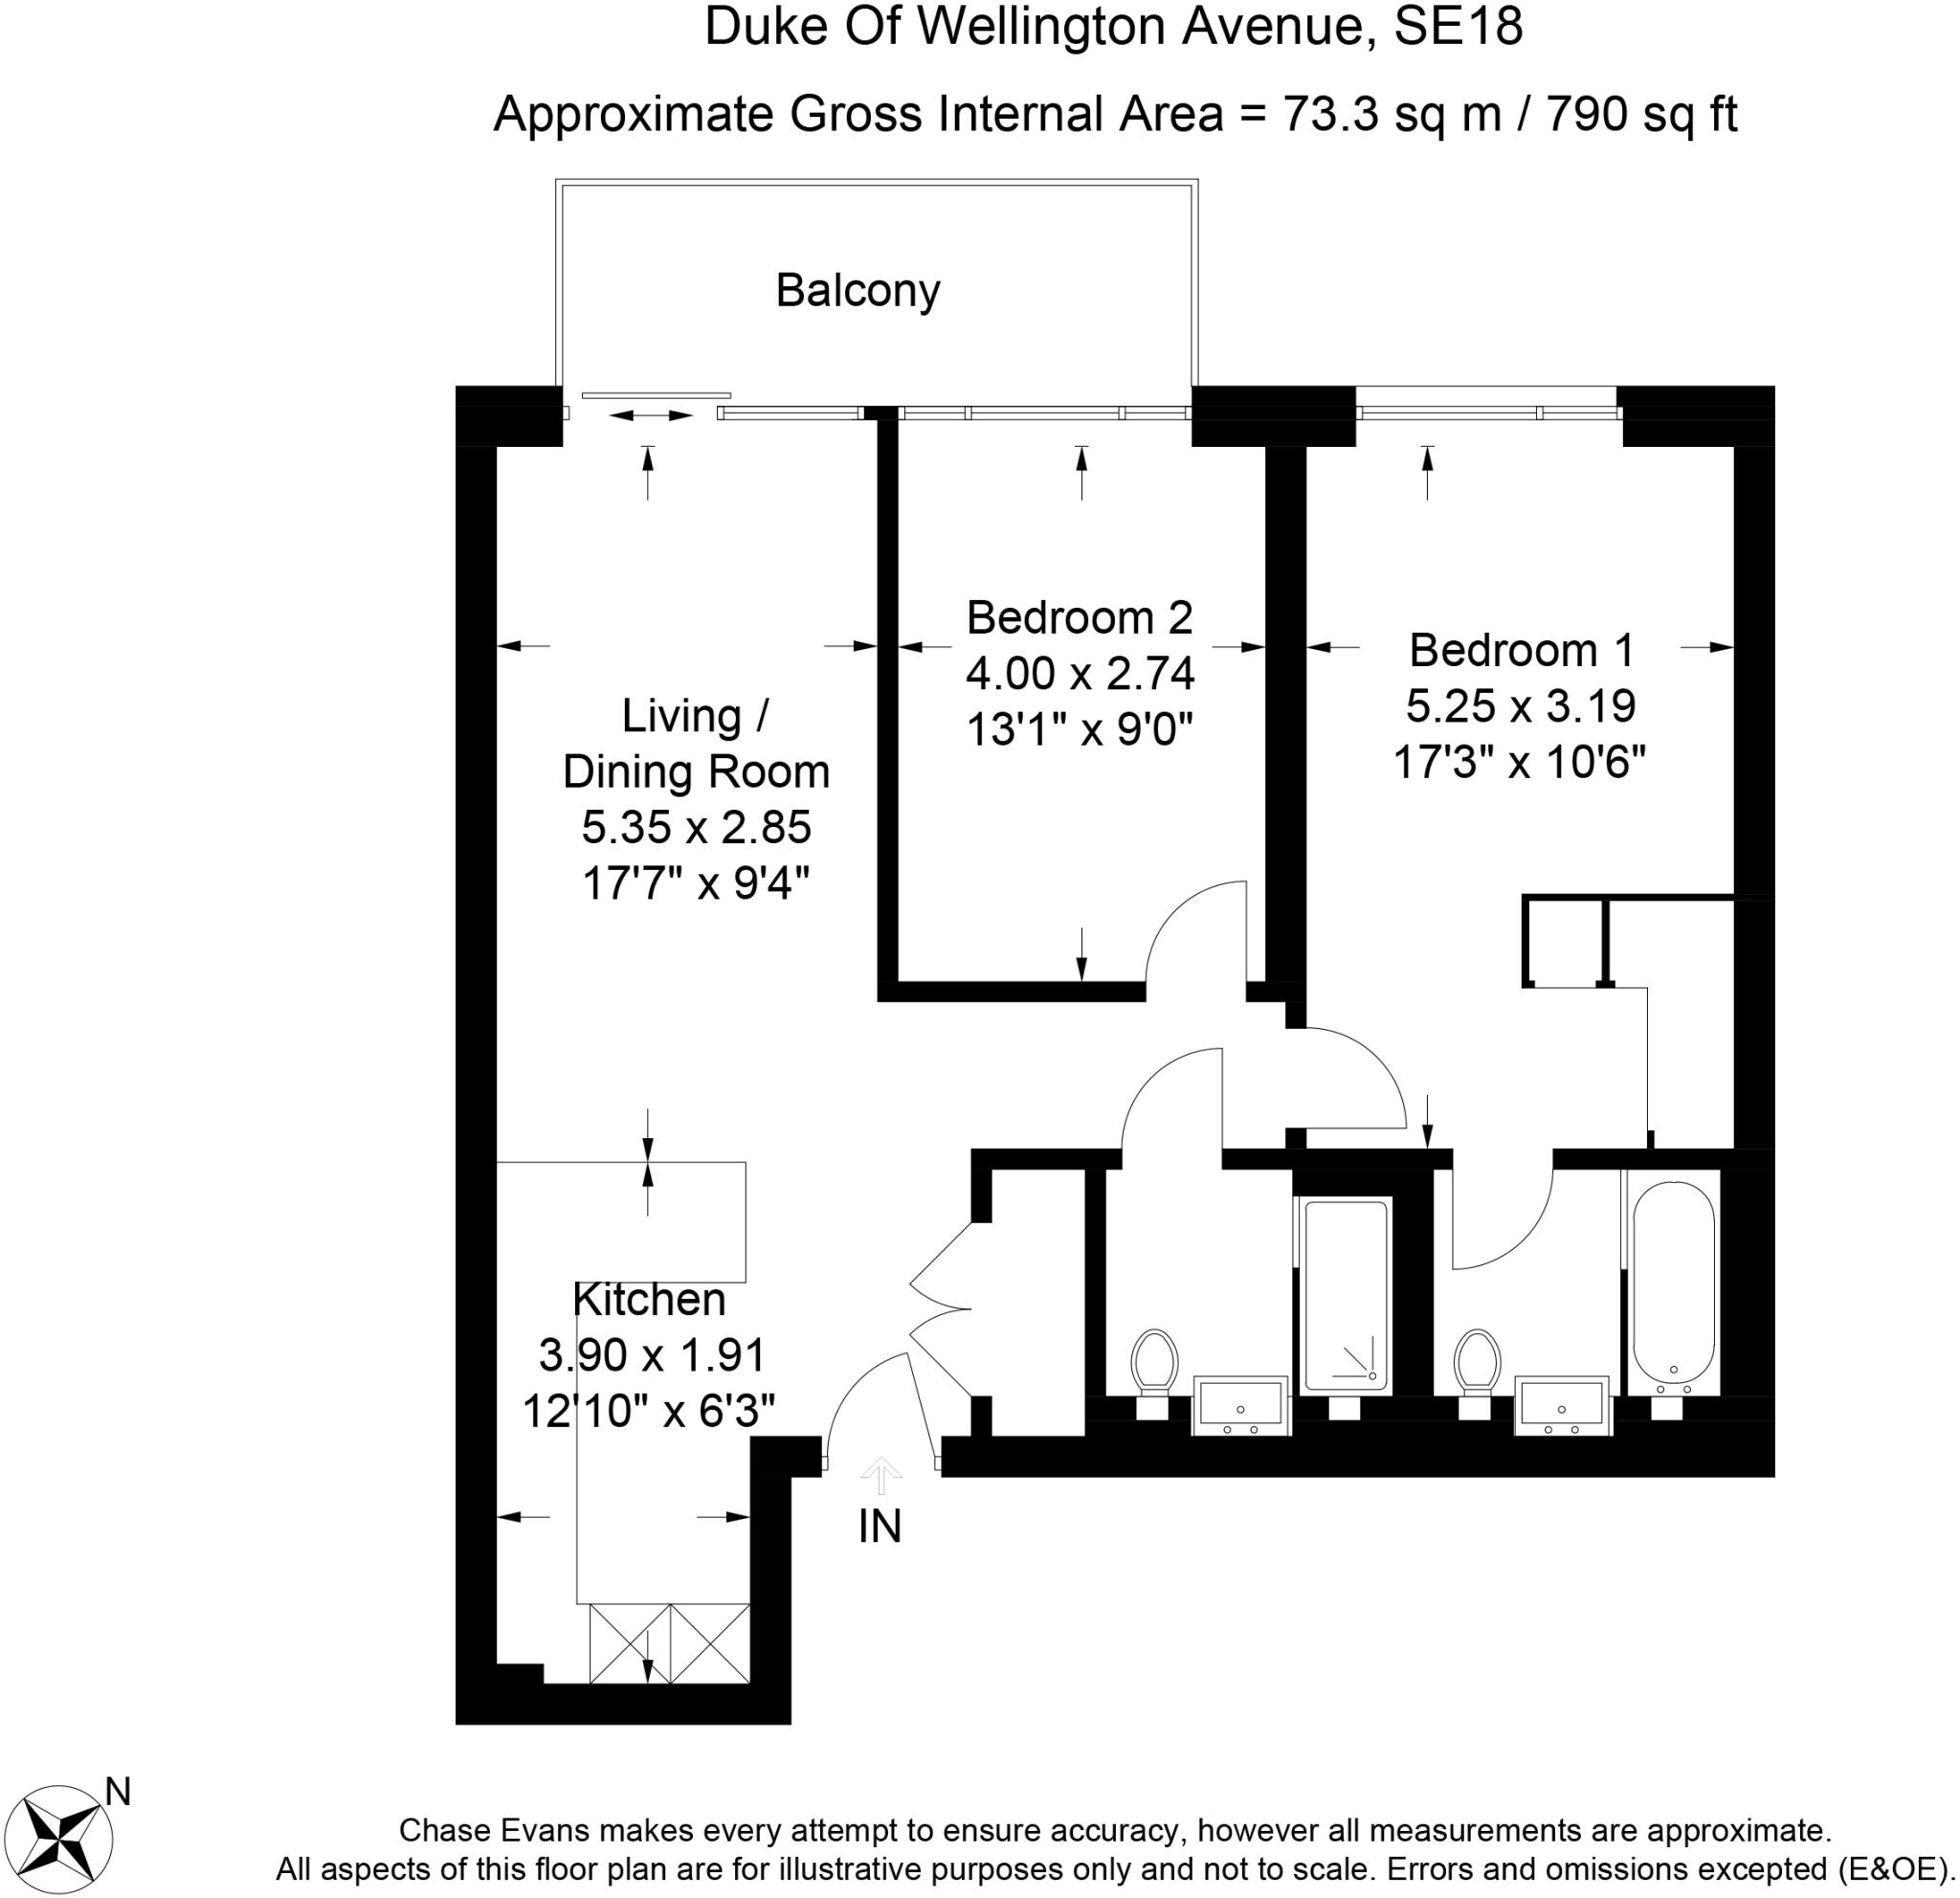 Duke Of Wellington Avenue, SE18
Approximate Gross Internal Area = 73.3 sq m / 790 sq ft
Balcony
Bedroom 2
4.00 x 2.74
13'1" x 9'0"
Bedroom 1
5.25 x 3.19
17'3" x 10'6"
Living /
Dining Room
5.35 x 2.85
17'7" x 9'4"
Kitchen
3.90 x 1.91
12'10" x 6'3"
IN
N
Chase Evans makes every attempt to ensure accuracy, however all measurements are approximate.
All aspects of this floor plan are for illustrative purposes only and not to scale. Errors and omissions excepted (E&OE).